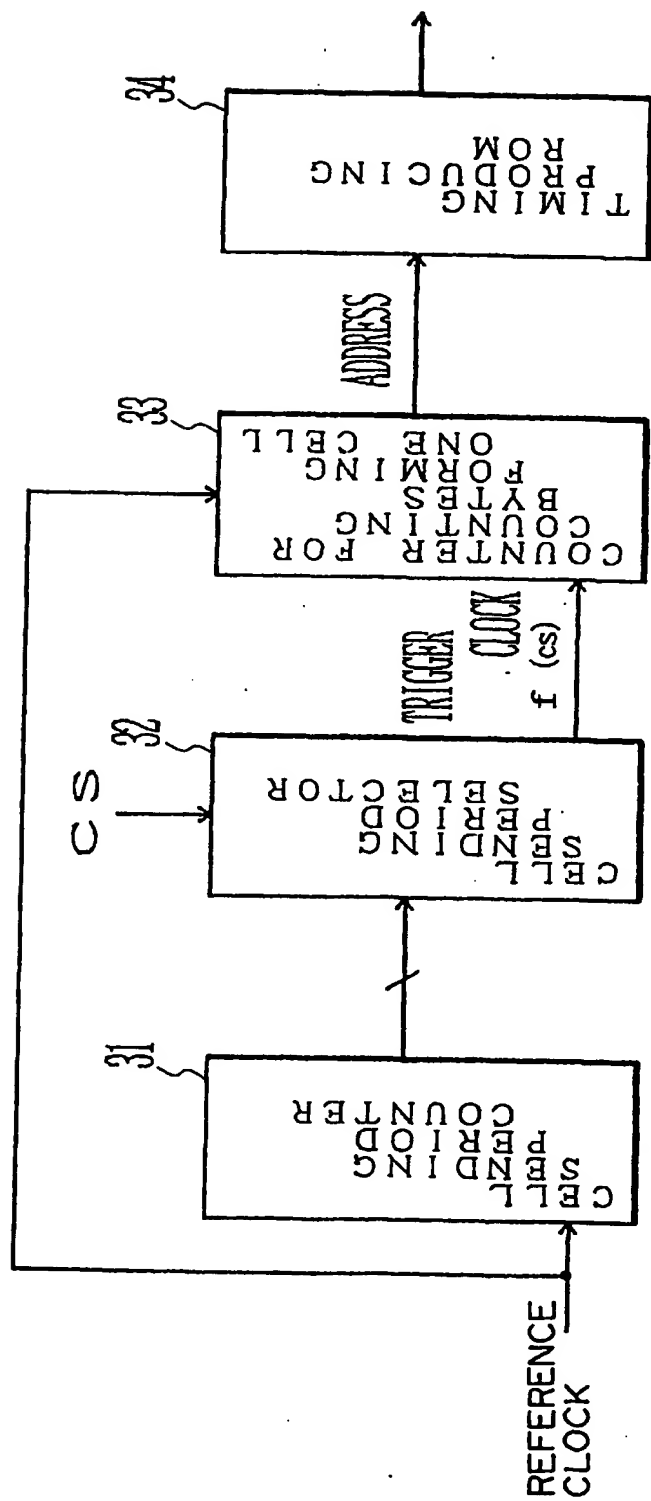 REFERENCE
CLOCK
31
CELL
SENDING
PERIOD
COUNTER
CS
32
CELL
SENDING
PERIOD
SELECTOR
TRIGGER
CLOCK
f (cs)
33
COUNTER FOR
COUNTING
BYTES
FORMING
ONE CELL
ADDRESS
34
TIMING
PRODUCING
ROM